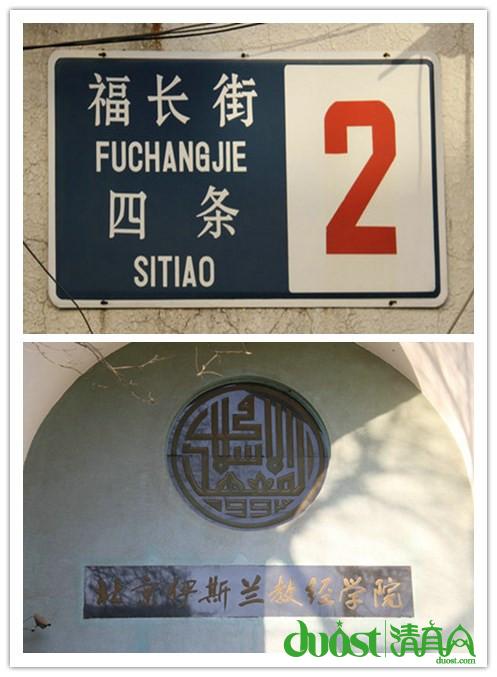 福长街
FUCHANGJIE
四条
SITIAO
2
北京伊斯兰教经学院
duost 清真人
duost.com